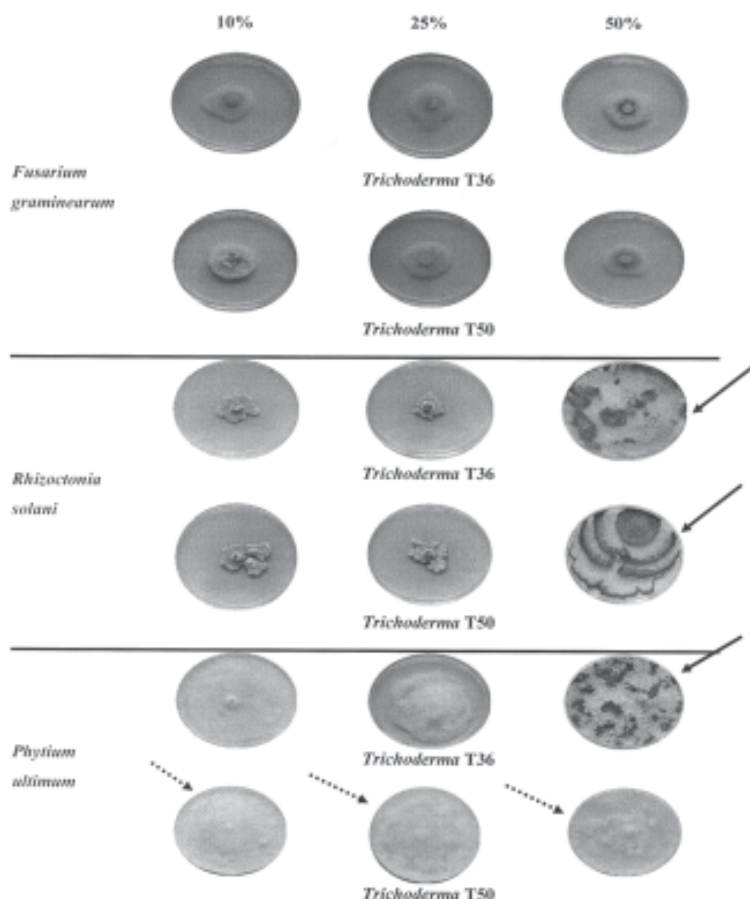 10% 25% 50%
Fusarium
graminearum
Trichoderma T36
Trichoderma T50
Rhizoctonia
solani
Trichoderma T36
Trichoderma T50
Phytium
ultimum
Trichoderma T36
Trichoderma T50